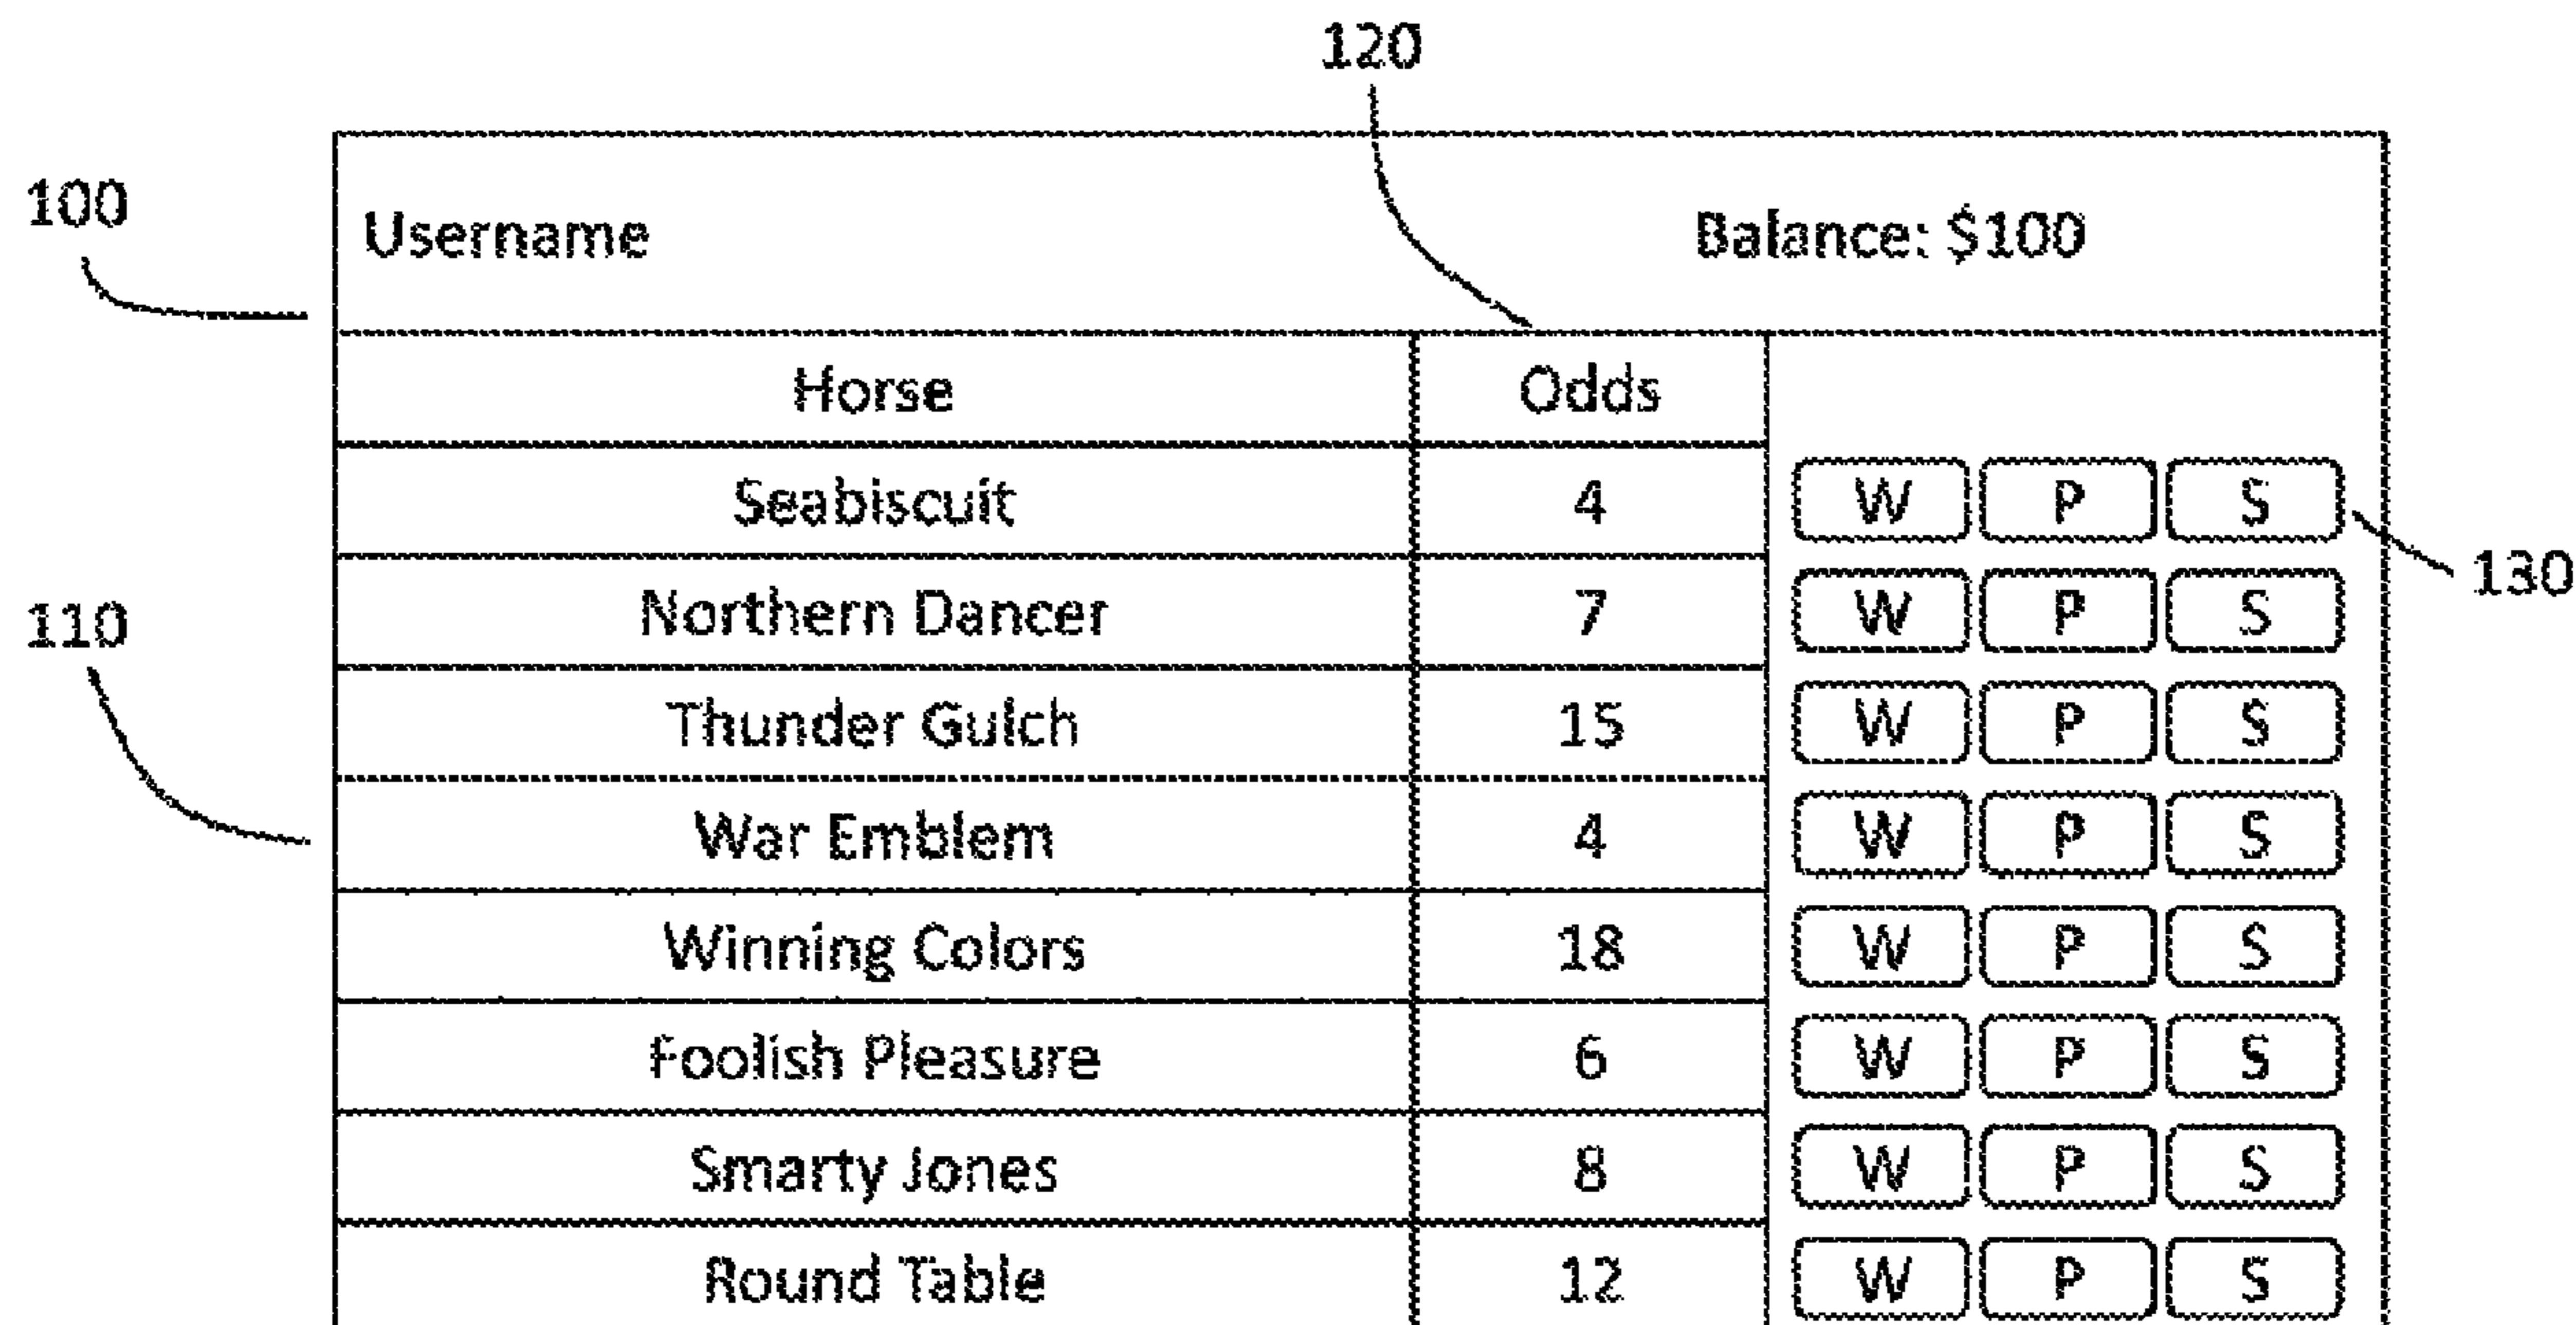 120
100
Username Balance: $100
Horse Odds
Seabiscuit 4 W P S
130
Northern Dancer 7 W P S
110
Thunder Gulch 15 W P S
War Emblem 4 W P S
Winning Colors 18 W P S
Foolish Pleasure 6 W P S
Smarty Jones 8 W P S
Round Table 12 W P S